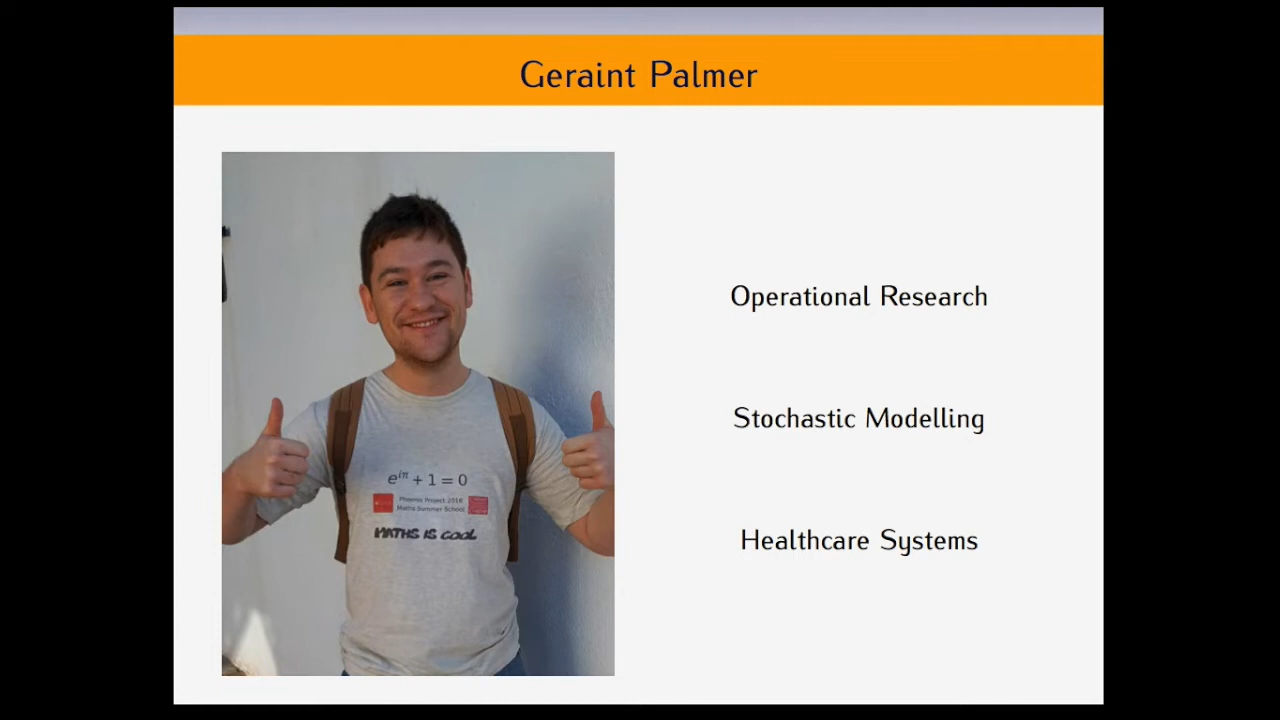 Geraint Palmer
Operational Research
Stochastic Modelling
Healthcare Systems
e^{iπ} + 1 = 0
Phoenix Project 2016
Maths Summer School
MATHS IS COOL